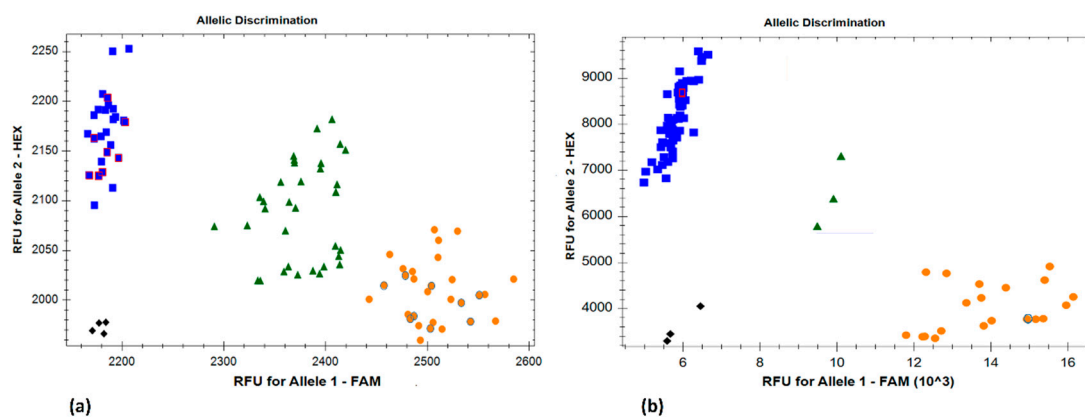 Allelic Discrimination
2250
2200
2150
2100
2050
2000
RFU for Allele 2 - HEX
2200
2300
2400
2500
2600
RFU for Allele 1 - FAM
(a)
Allelic Discrimination
9000
8000
7000
6000
5000
4000
RFU for Allele 2 - HEX
6
8
10
12
14
16
RFU for Allele 1 - FAM (10^3)
(b)